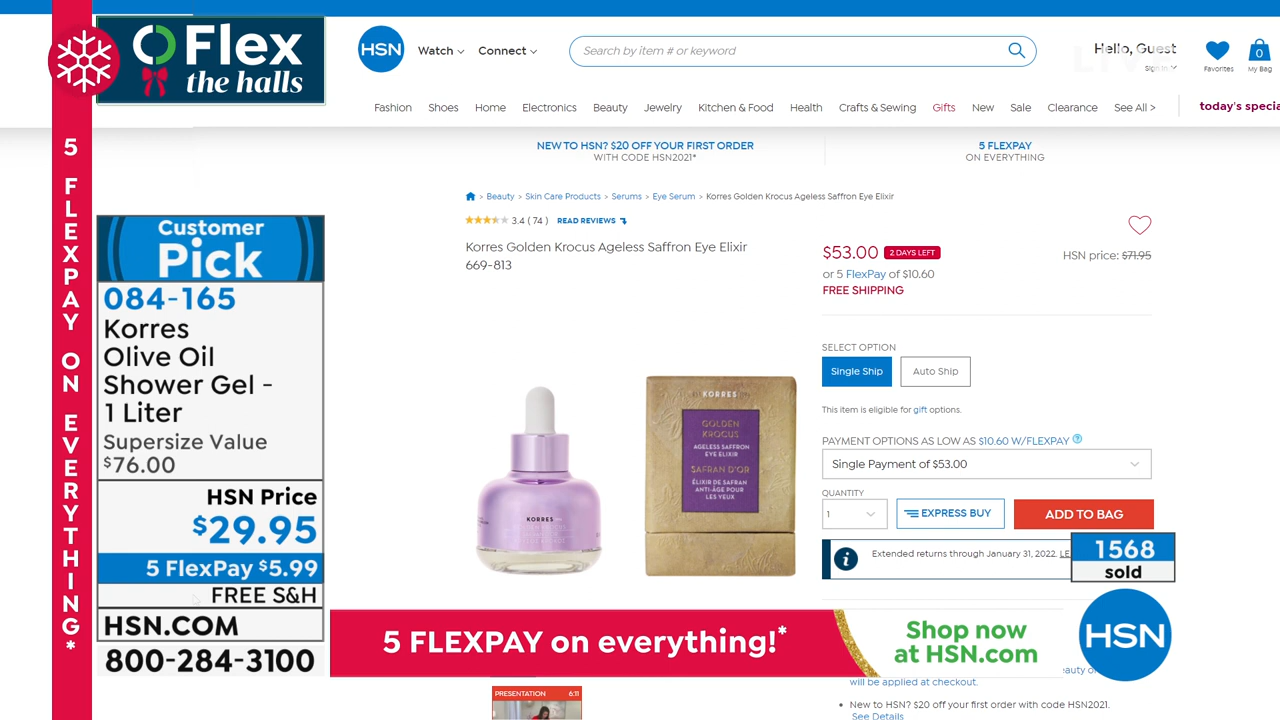 Flex
the halls
5 FLEXPAY ON EVERYTHING*
HSN
Watch
Connect
Search by item # or keyword
Hello, Guest
Sign In
LIVE
Favorites
0
My Bag
Fashion Shoes Home Electronics Beauty Jewelry Kitchen & Food Health Crafts & Sewing Gifts New Sale Clearance See All >
today's specia
NEW TO HSN? $20 OFF YOUR FIRST ORDER
WITH CODE HSN2021*
5 FLEXPAY
ON EVERYTHING
> Beauty > Skin Care Products > Serums > Eye Serum > Korres Golden Krocus Ageless Saffron Eye Elixir
3.4 ( 74 ) READ REVIEWS
Korres Golden Krocus Ageless Saffron Eye Elixir
669-813
$53.00 2 DAYS LEFT
HSN price: $71.95
or 5 FlexPay of $10.60
FREE SHIPPING
SELECT OPTION
Single Ship
Auto Ship
This item is eligible for gift options.
PAYMENT OPTIONS AS LOW AS $10.60 W/FLEXPAY ?
Single Payment of $53.00
QUANTITY
1
EXPRESS BUY
ADD TO BAG
i
Extended returns through January 31, 2022. LE
1568
sold
Customer
Pick
084-165
Korres
Olive Oil
Shower Gel -
1 Liter
Supersize Value
$76.00
HSN Price
$29.95
5 FlexPay $5.99
FREE S&H
HSN.COM
800-284-3100
KORRES
KORRES
GOLDEN
KROCUS
AGELESS SAFFRON
EYE ELIXIR
SAFRAN D'OR
ÉLIXIR DE SAFRAN
ANTI-ÂGE POUR
LES YEUX
5 FLEXPAY on everything!*
Shop now
at HSN.com
HSN
eauty o
will be applied at checkout.
New to HSN? $20 off your first order with code HSN2021.
See Details
PRESENTATION 6:11